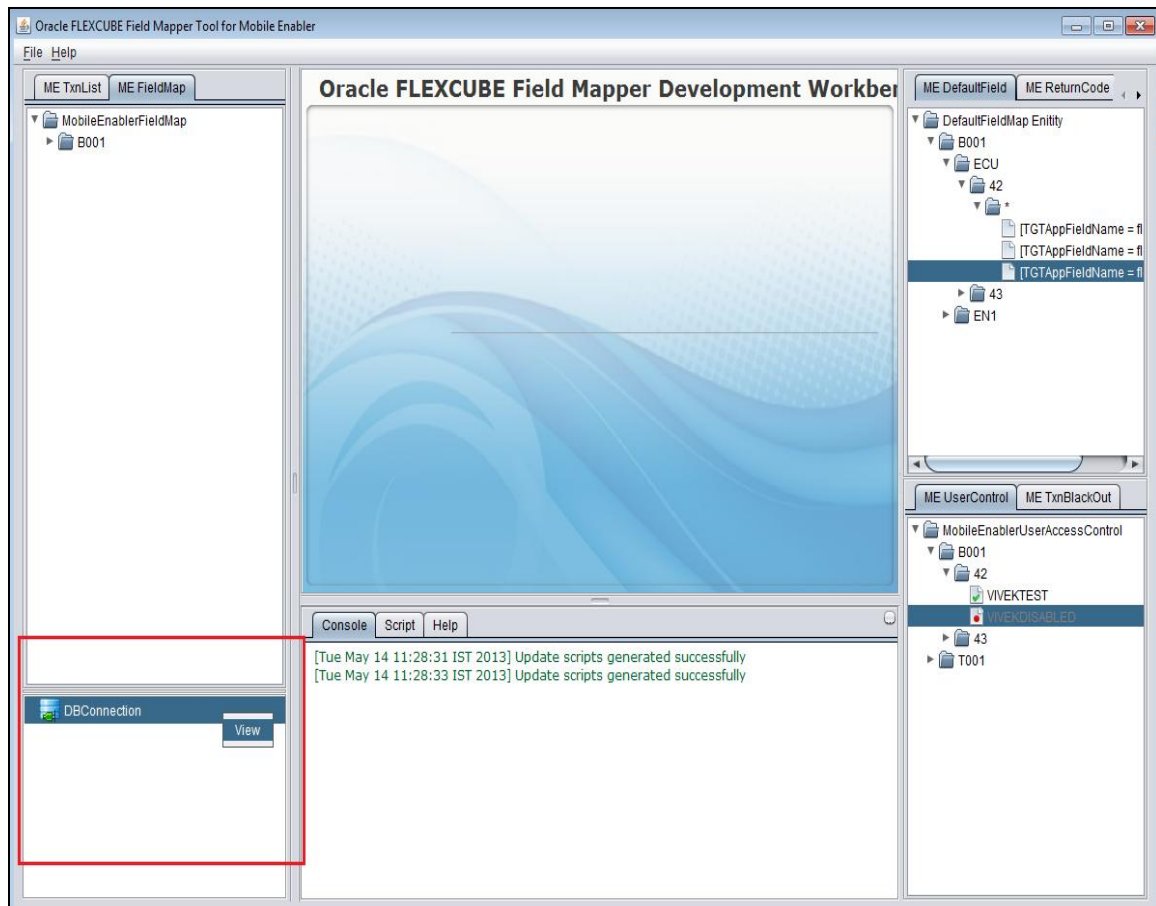 Oracle FLEXCUBE Field Mapper Tool for Mobile Enabler
File Help
ME TxnList ME FieldMap
MobileEnablerFieldMap
B001
DBConnection
View
Oracle FLEXCUBE Field Mapper Development Workben
Console Script Help
[Tue May 14 11:28:31 IST 2013] Update scripts generated successfully
[Tue May 14 11:28:33 IST 2013] Update scripts generated successfully
ME DefaultField ME ReturnCode
DefaultFieldMap Enitity
B001
ECU
42
*
[TGTAppFieldName = fl
[TGTAppFieldName = fl
[TGTAppFieldName = fl
43
EN1
ME UserControl ME TxnBlackOut
MobileEnablerUserAccessControl
B001
42
VIVEKTEST
VIVEKDISABLED
43
T001